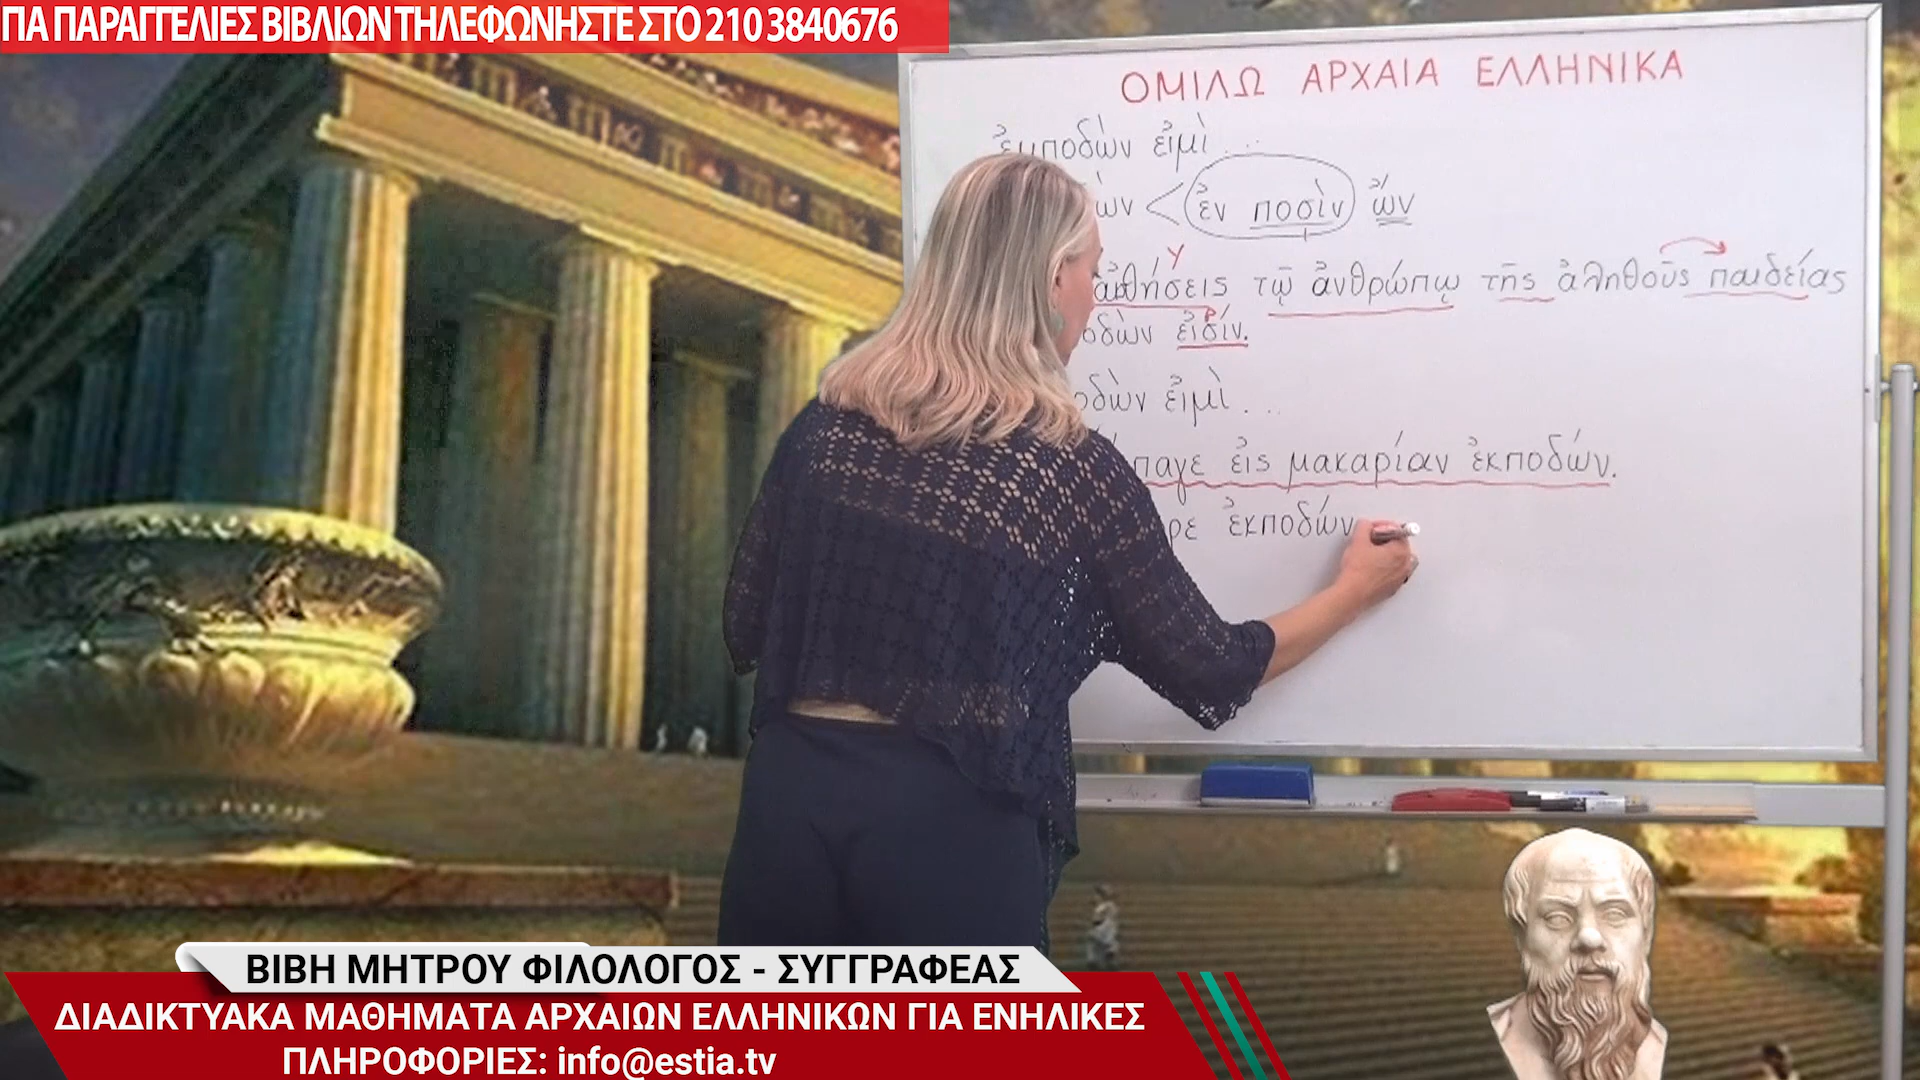 ΓΙΑ ΠΑΡΑΓΓΕΛΙΕΣ ΒΙΒΛΙΩΝ ΤΗΛΕΦΩΝΗΣΤΕ ΣΤΟ 210 3840676
ΟΜΙΛΩ ΑΡΧΑΙΑ ΕΛΛΗΝΙΚΑ
ἐμποδὼν εἰμὶ...
< ἐν ποσὶν ὤν
Υ
τῷ ἀνθρώπῳ τῆς ἀληθοῦς παιδείας
Ρ
εἰσίν.
εἰμὶ...
εἰς μακαρίαν ἐκποδών.
ἐκποδών
ΒΙΒΗ ΜΗΤΡΟΥ ΦΙΛΟΛΟΓΟΣ - ΣΥΓΓΡΑΦΕΑΣ
ΔΙΑΔΙΚΤΥΑΚΑ ΜΑΘΗΜΑΤΑ ΑΡΧΑΙΩΝ ΕΛΛΗΝΙΚΩΝ ΓΙΑ ΕΝΗΛΙΚΕΣ
ΠΛΗΡΟΦΟΡΙΕΣ: info@estia.tv